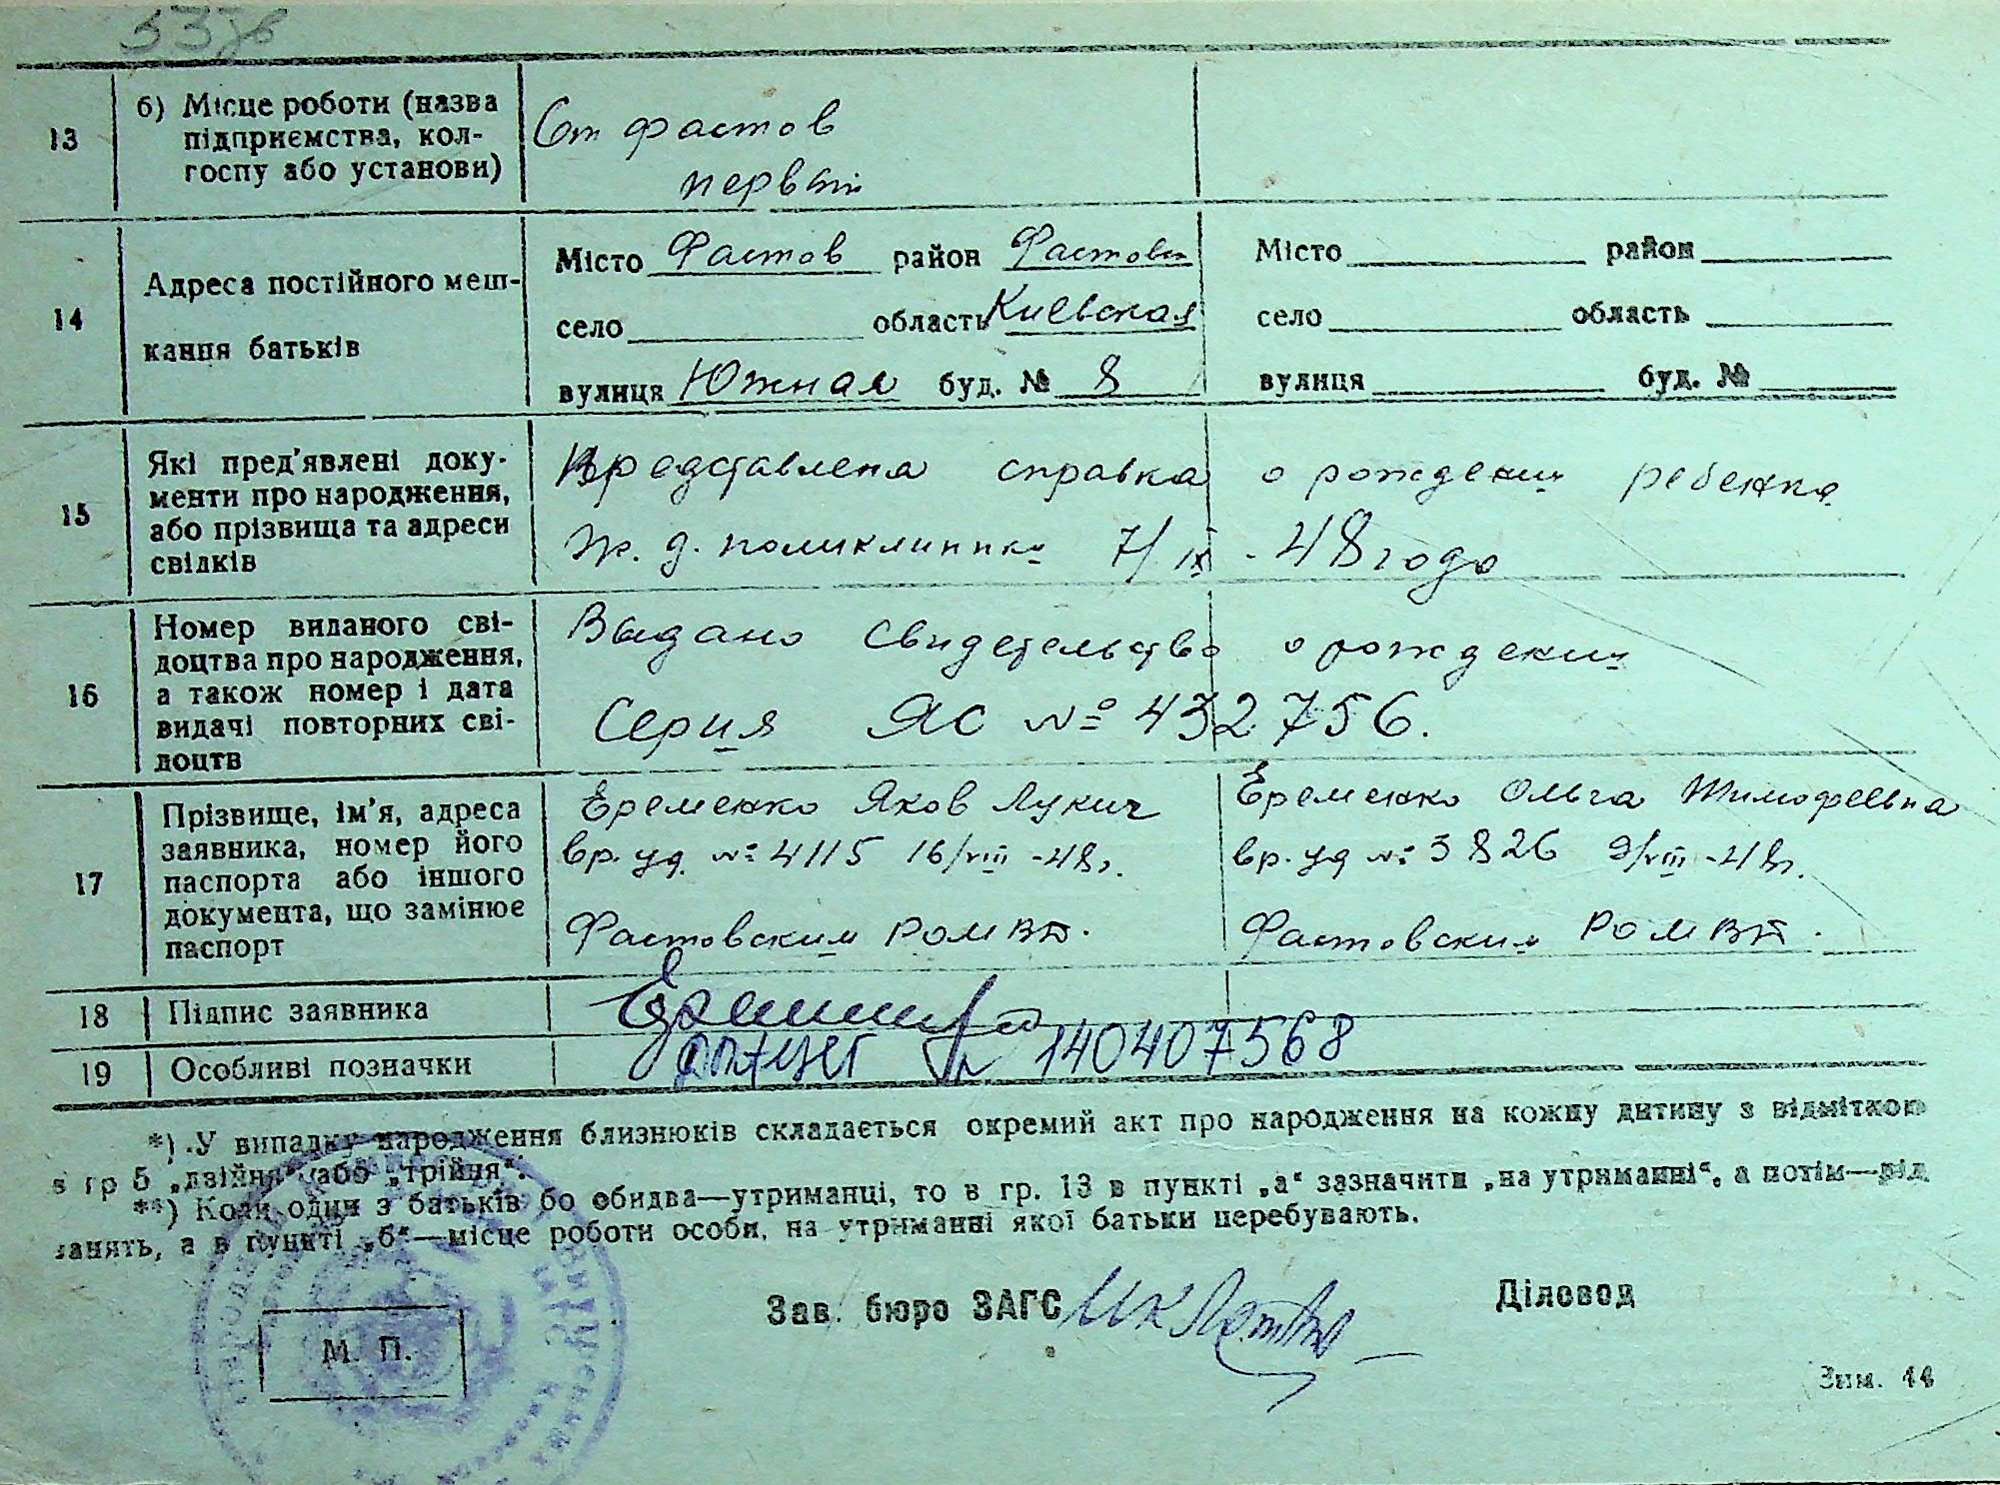 13
б) Місце роботи (назва
підприємства, кол-
госпу або установи)
Ст Фастов
первый
14
Адреса постійного меш-
кання батьків
Місто Фастов район Фастовск
село область Киевская
вулиця Южная буд. № 8
Місто район
село область
вулиця буд. №
15
Які пред'явлені доку-
менти про народження,
або прізвища та адреси
свідків
Представлена справка о рождении ребенка
ж. д. поликлиники 7/IX - 48 года
16
Номер виданого сві-
доцтва про народження,
а також номер і дата
видачі повторних сві-
доцтв
Выдано свидетельство о рождении
Серия ЯС № 432756.
17
Прізвище, ім'я, адреса
заявника, номер його
паспорта або іншого
документа, що замінює
паспорт
Еременко Яков Лукич
вр. уд № 4115 16/VIII - 48 г.
Фастовским РОМВД.
Еременко Ольга Тимофеевна
вр. уд № 3826 9/VIII - 48 г.
Фастовским РОМВД.
18
Підпис заявника
19
Особливі позначки
140407568
*) У випадку народження близнюків складається окремий акт про народження на кожну дитину з відміткою
в гр 5 „двійня“ або „трійня“.
**) Коли один з батьків бо обидва—утриманці, то в гр. 13 в пункті „а“ зазначити „на утриманні“, а потім—рід
занять, а в пункті „б“—місце роботи особи, на утриманні якої батьки перебувають.
Зав. бюро ЗАГС
Діловод
М. П.
Зам. 44